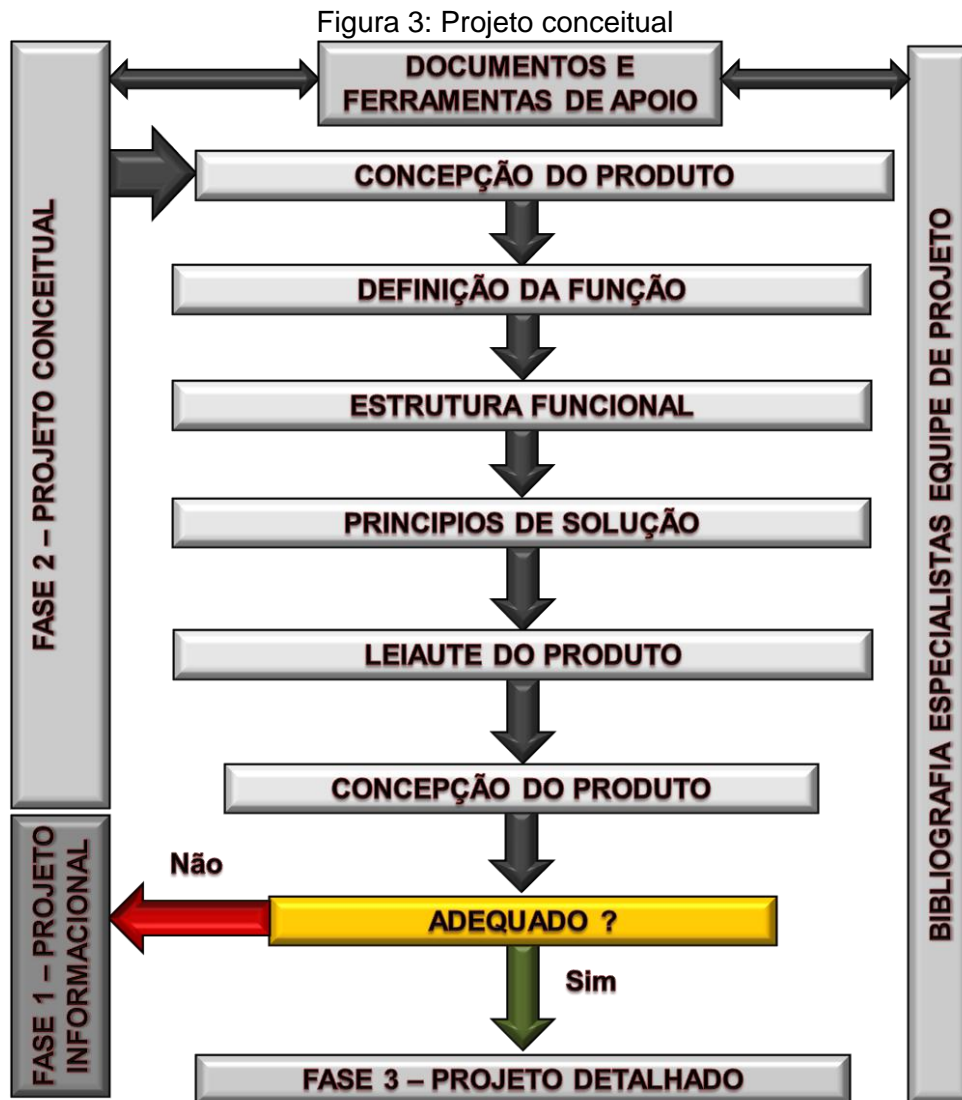 Figura 3: Projeto conceitual
DOCUMENTOS E
FERRAMENTAS DE APOIO
CONCEPÇÃO DO PRODUTO
DEFINIÇÃO DA FUNÇÃO
ESTRUTURA FUNCIONAL
PRINCIPIOS DE SOLUÇÃO
LEIAUTE DO PRODUTO
CONCEPÇÃO DO PRODUTO
Não
ADEQUADO ?
Sim
FASE 3 – PROJETO DETALHADO
FASE 2 – PROJETO CONCEITUAL
FASE 1 – PROJETO
INFORMACIONAL
BIBLIOGRAFIA ESPECIALISTAS EQUIPE DE PROJETO